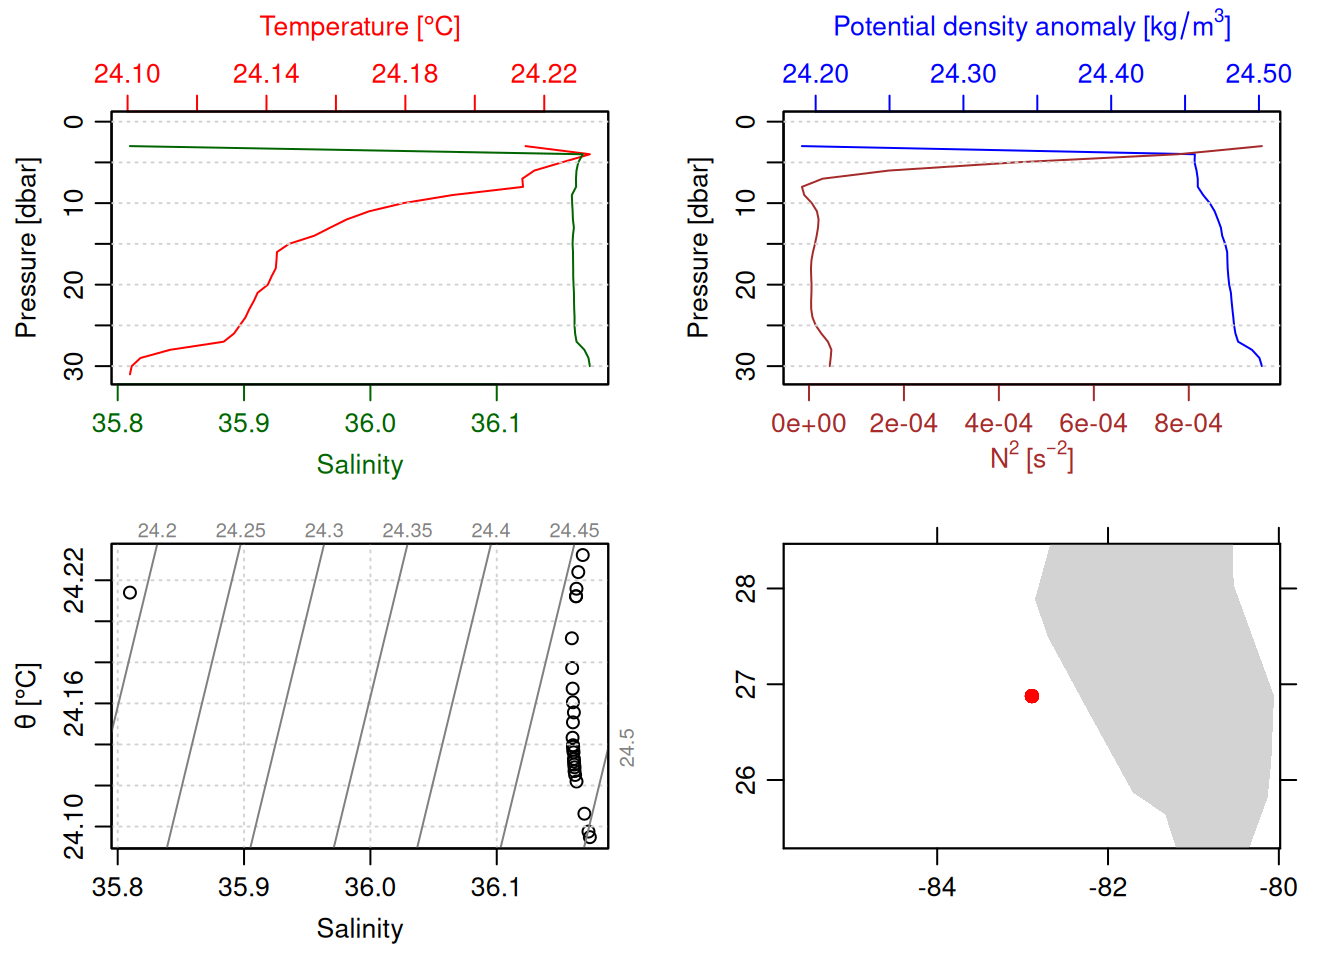 Temperature [°C]
24.10 24.14 24.18 24.22
Pressure [dbar]
0
10
20
30
35.8 35.9 36.0 36.1
Salinity
Potential density anomaly [kg/m³]
24.20 24.30 24.40 24.50
Pressure [dbar]
0
10
20
30
0e+00 2e-04 4e-04 6e-04 8e-04
N² [s⁻²]
24.2 24.25 24.3 24.35 24.4 24.45
24.5
θ [°C]
24.22
24.16
24.10
35.8 35.9 36.0 36.1
Salinity
28
27
26
-84 -82 -80